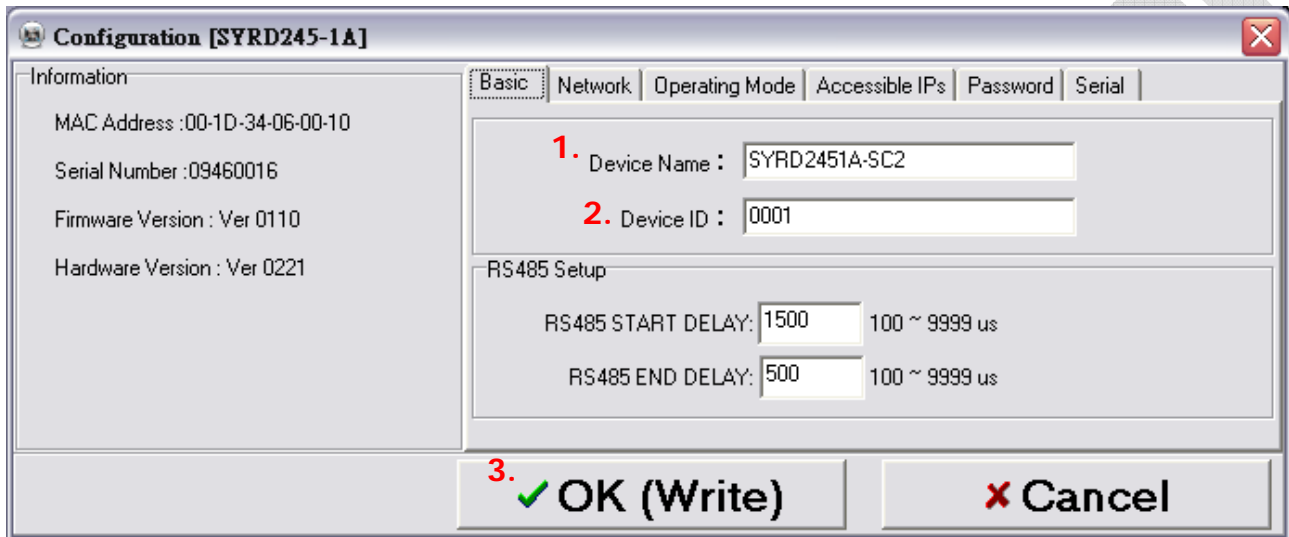 Configuration [SYRD245-1A]
Information
MAC Address :00-1D-34-06-00-10
Serial Number :09460016
Firmware Version : Ver 0110
Hardware Version : Ver 0221
Basic Network Operating Mode Accessible IPs Password Serial
1. Device Name : SYRD2451A-SC2
2. Device ID : 0001
RS485 Setup
RS485 START DELAY: 1500 100 ~ 9999 us
RS485 END DELAY: 500 100 ~ 9999 us
3. OK (Write) Cancel